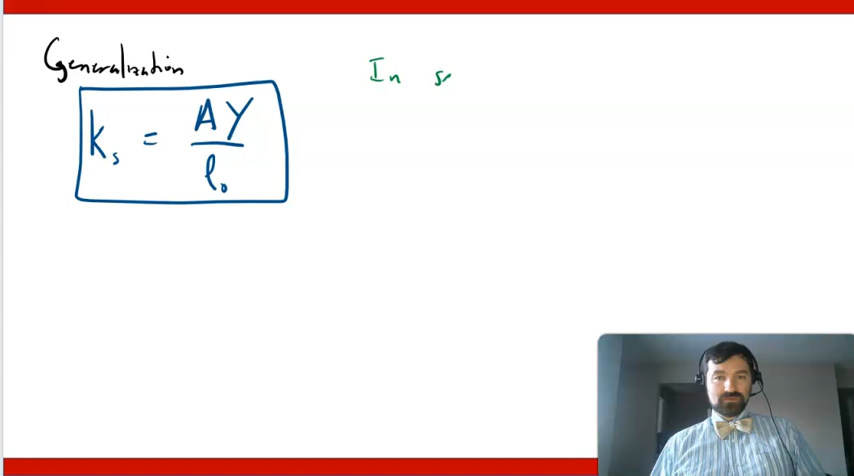 Generalization
In s
k_s = AY / l_0